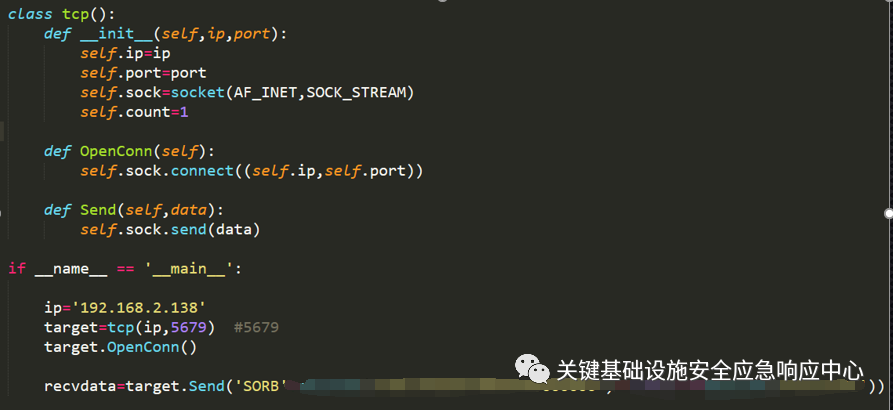 class tcp():
def __init__(self,ip,port):
self.ip=ip
self.port=port
self.sock=socket(AF_INET,SOCK_STREAM)
self.count=1
def OpenConn(self):
self.sock.connect((self.ip,self.port))
def Send(self,data):
self.sock.send(data)
if __name__ == '__main__':
ip='192.168.2.138'
target=tcp(ip,5679) #5679
target.OpenConn()
关键基础设施安全应急响应中心
recvdata=target.Send('SORB' '))